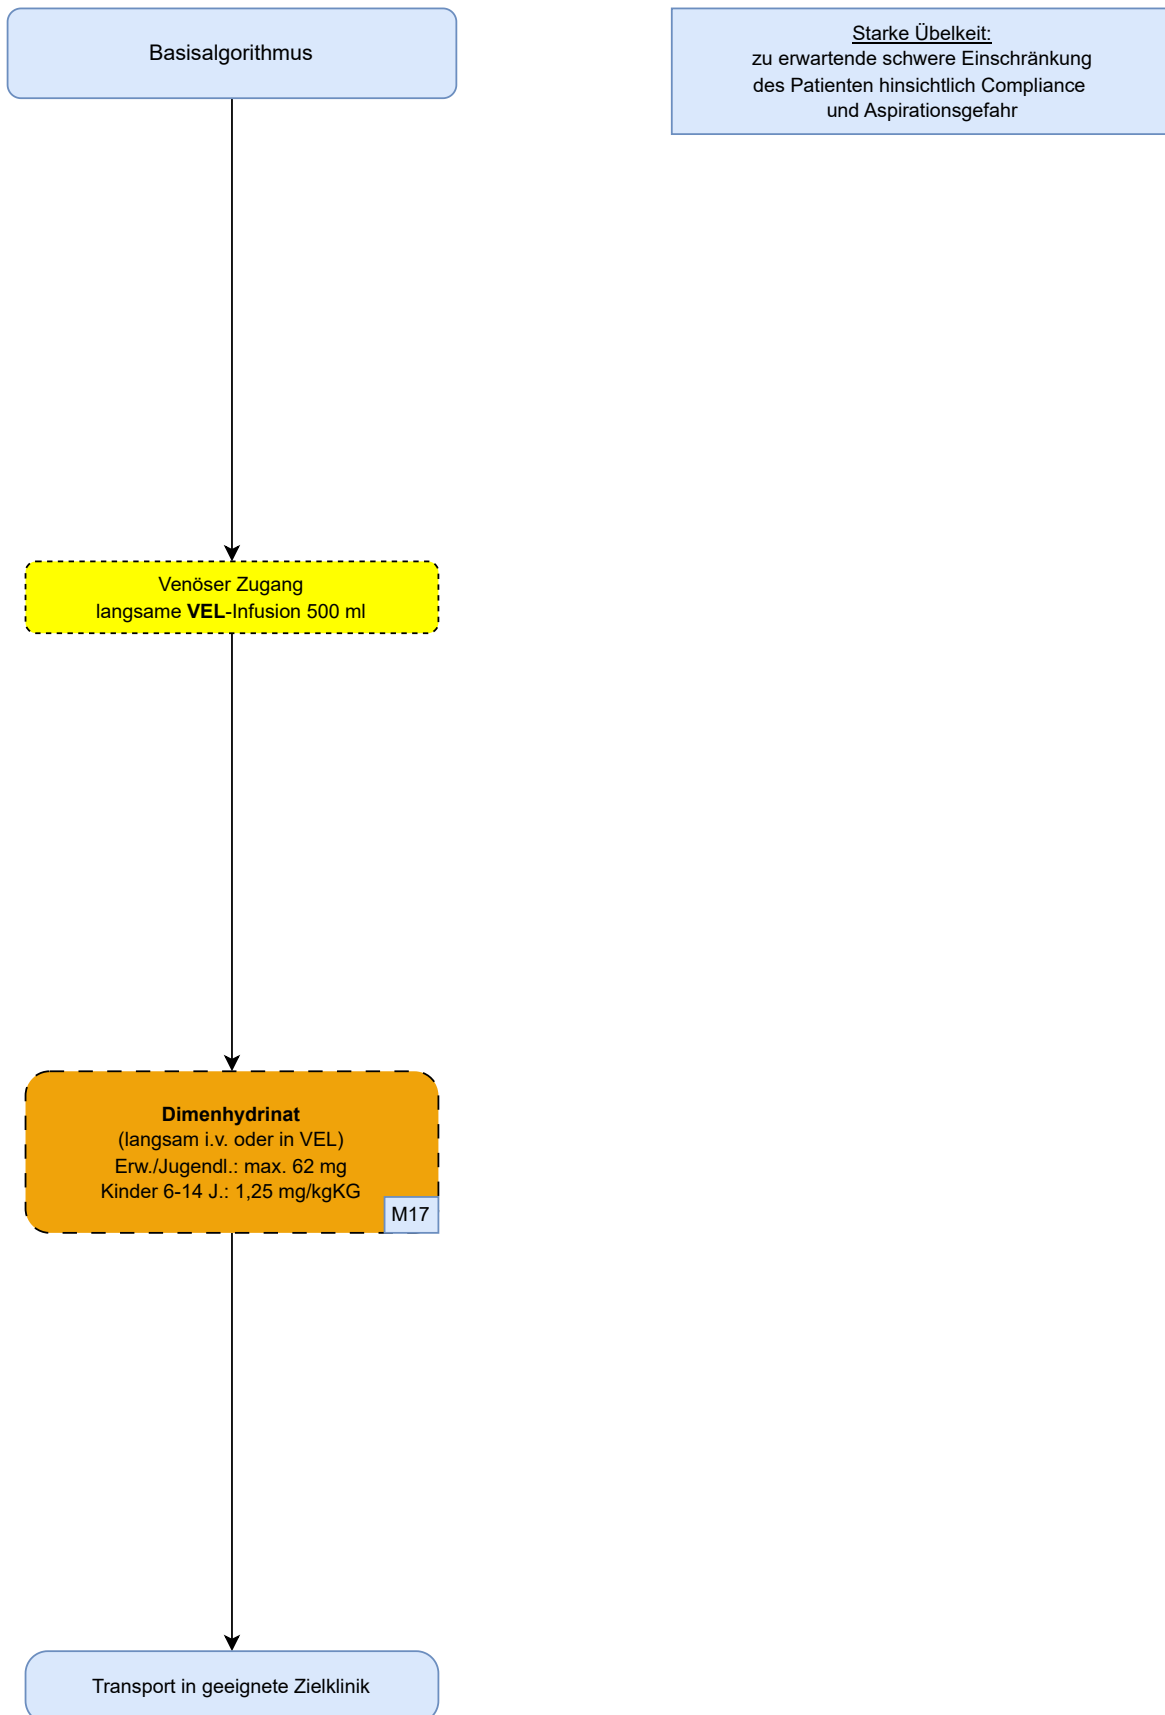 Basisalgorithmus
Starke Übelkeit:
zu erwartende schwere Einschränkung
des Patienten hinsichtlich Compliance
und Aspirationsgefahr
Venöser Zugang
langsame VEL-Infusion 500 ml
Dimenhydrinat
(langsam i.v. oder in VEL)
Erw./Jugendl.: max. 62 mg
Kinder 6-14 J.: 1,25 mg/kgKG
M17
Transport in geeignete Zielklinik